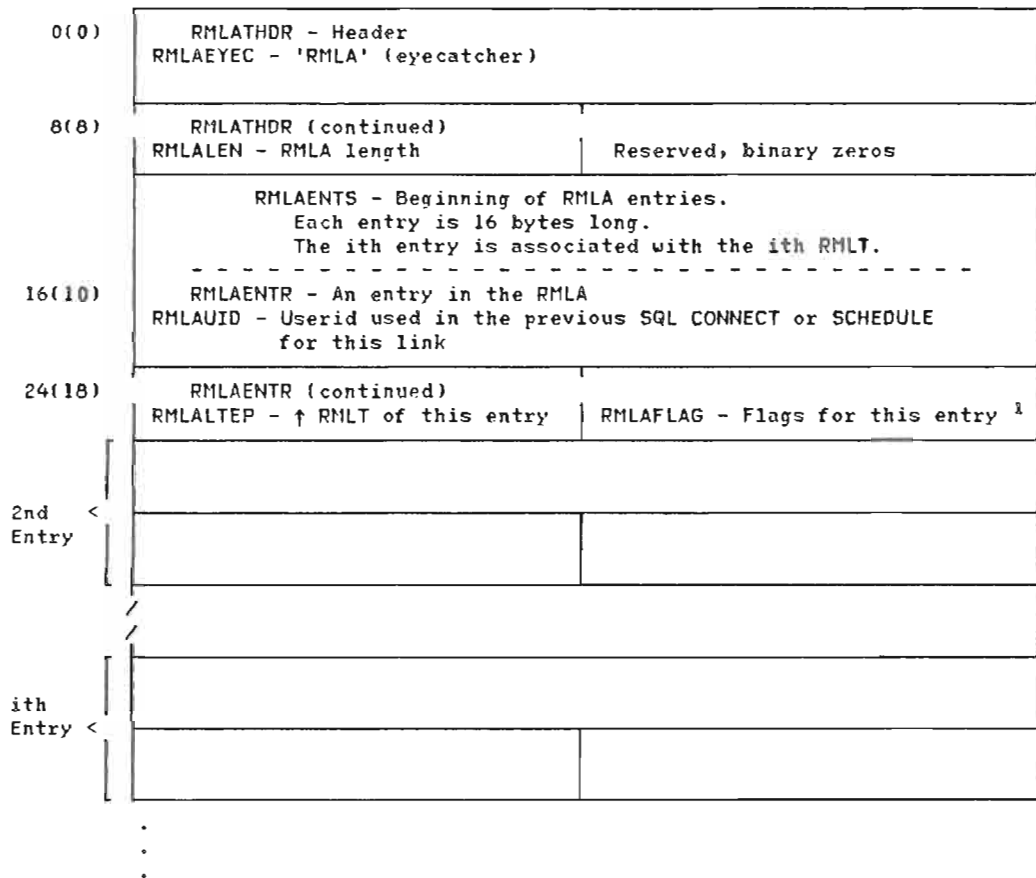 0(0) RMLATHDR - Header
RMLAEYEC - 'RMLA' (eyecatcher)
8(8) RMLATHDR (continued)
RMLALEN - RMLA length Reserved, binary zeros
RMLAENTS - Beginning of RMLA entries.
Each entry is 16 bytes long.
The ith entry is associated with the ith RMLT.
- - - - - - - - - - - - - - - - - - - - - - - - - - - - - -
16(10) RMLAENTR - An entry in the RMLA
RMLAUID - Userid used in the previous SQL CONNECT or SCHEDULE
for this link
24(18) RMLAENTR (continued)
RMLALTEP - ↑ RMLT of this entry RMLAFLAG - Flags for this entry
2nd <
Entry
/
/
ith
Entry <
.
.
.